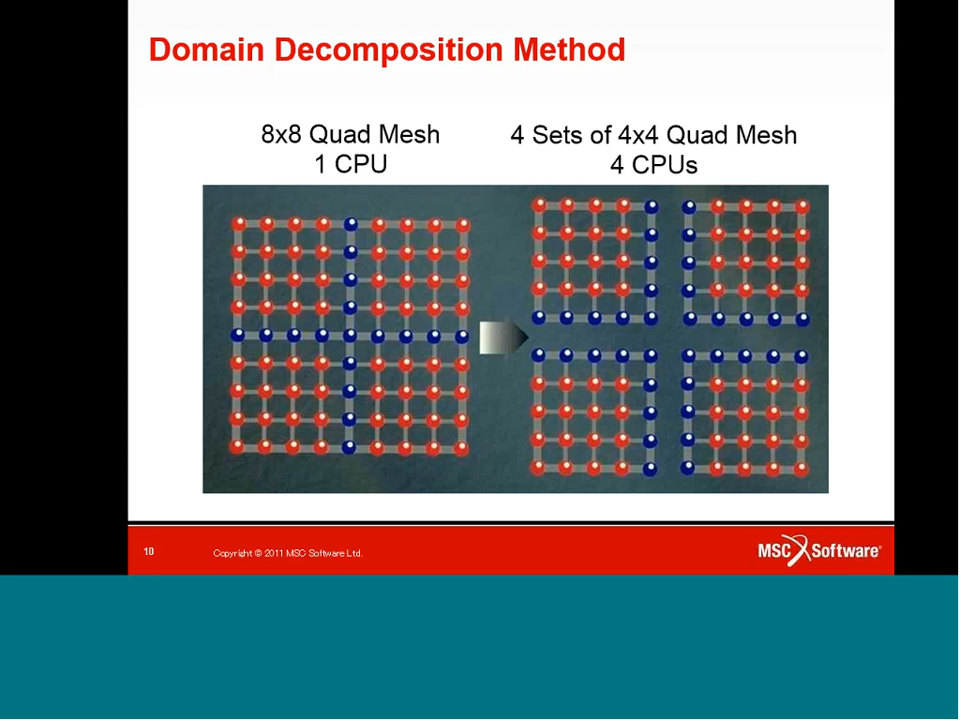 Domain Decomposition Method
8x8 Quad Mesh
1 CPU
4 Sets of 4x4 Quad Mesh
4 CPUs
10
Copyright © 2011 MSC Software Ltd.
MSC Software